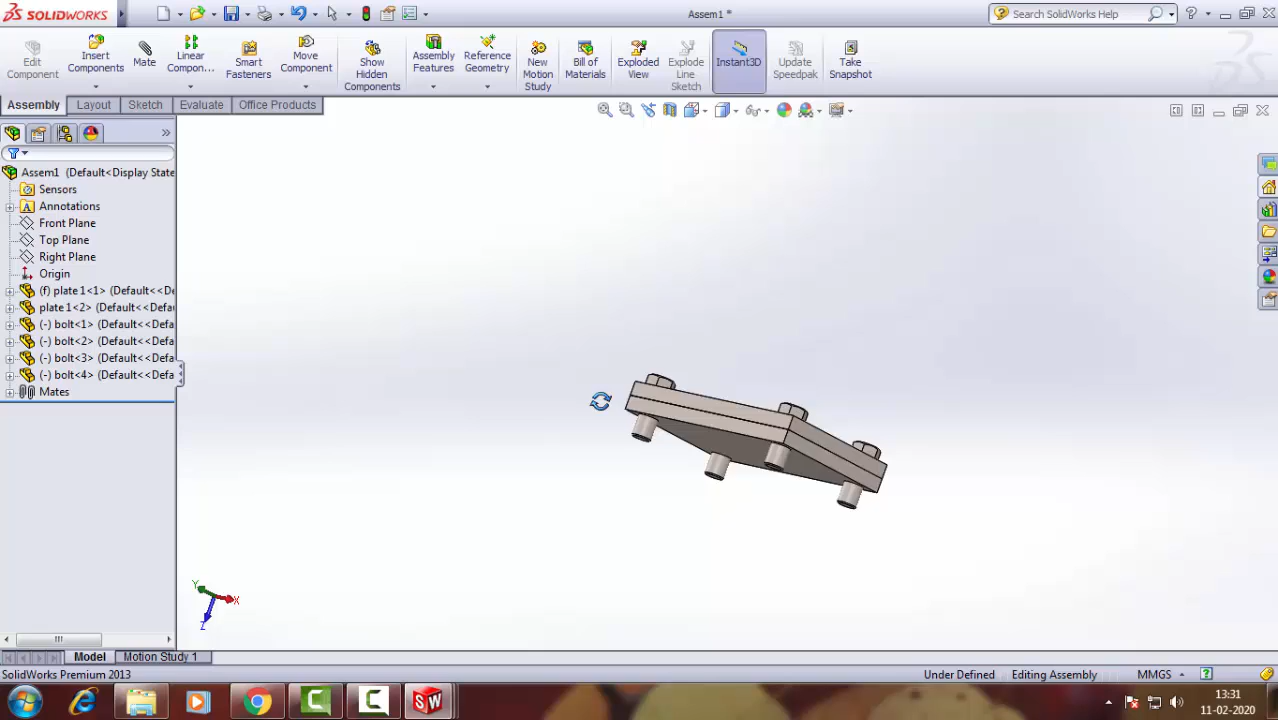 SOLIDWORKS
Assem1 *
Search SolidWorks Help
Edit Component
Insert Components
Mate
Linear Compon...
Smart Fasteners
Move Component
Show Hidden Components
Assembly Features
Reference Geometry
New Motion Study
Bill of Materials
Exploded View
Explode Line Sketch
Instant3D
Update Speedpak
Take Snapshot
Assembly Layout Sketch Evaluate Office Products
Assem1 (Default<Display State
Sensors
Annotations
Front Plane
Top Plane
Right Plane
Origin
(f) plate 1<1> (Default<<De
plate 1<2> (Default<<Defa
(-) bolt<1> (Default<<Defa
(-) bolt<2> (Default<<Defa
(-) bolt<3> (Default<<Defa
(-) bolt<4> (Default<<Defa
Mates
Y
X
Z
Model Motion Study 1
SolidWorks Premium 2013
Under Defined Editing Assembly MMGS
13:31
11-02-2020